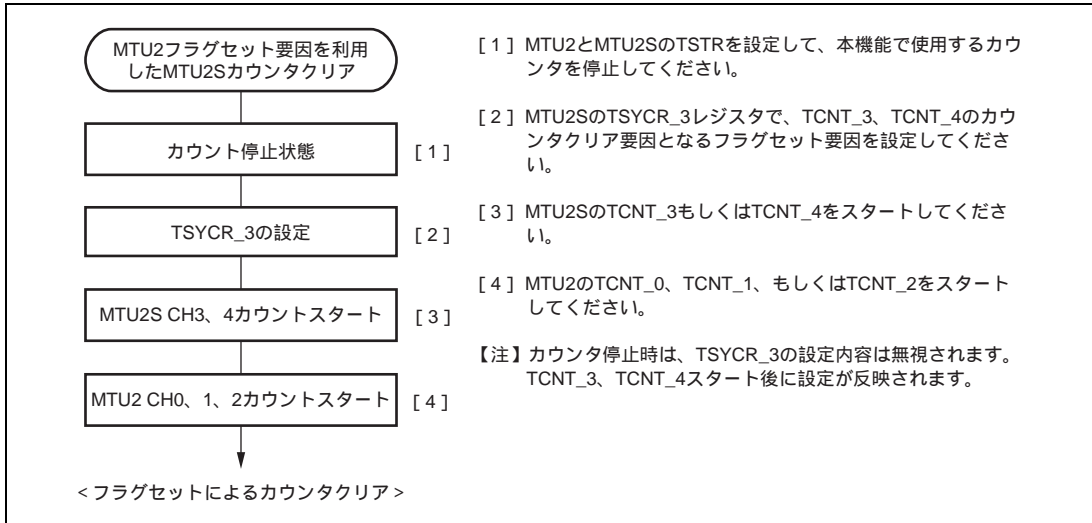 MTU2フラグセット要因を利用
したMTU2Sカウンタクリア
カウント停止状態 [ 1 ]
TSYCR_3の設定 [ 2 ]
MTU2S CH3、4カウントスタート [ 3 ]
MTU2 CH0、1、2カウントスタート [ 4 ]
< フラグセットによるカウンタクリア >
[ 1 ] MTU2とMTU2SのTSTRを設定して、本機能で使用するカウ
ンタを停止してください。
[ 2 ] MTU2SのTSYCR_3レジスタで、TCNT_3、TCNT_4のカウ
ンタクリア要因となるフラグセット要因を設定してくださ
い。
[ 3 ] MTU2SのTCNT_3もしくはTCNT_4をスタートしてくださ
い。
[ 4 ] MTU2のTCNT_0、TCNT_1、もしくはTCNT_2をスタート
してください。
【注】カウンタ停止時は、TSYCR_3の設定内容は無視されます。
TCNT_3、TCNT_4スタート後に設定が反映されます。